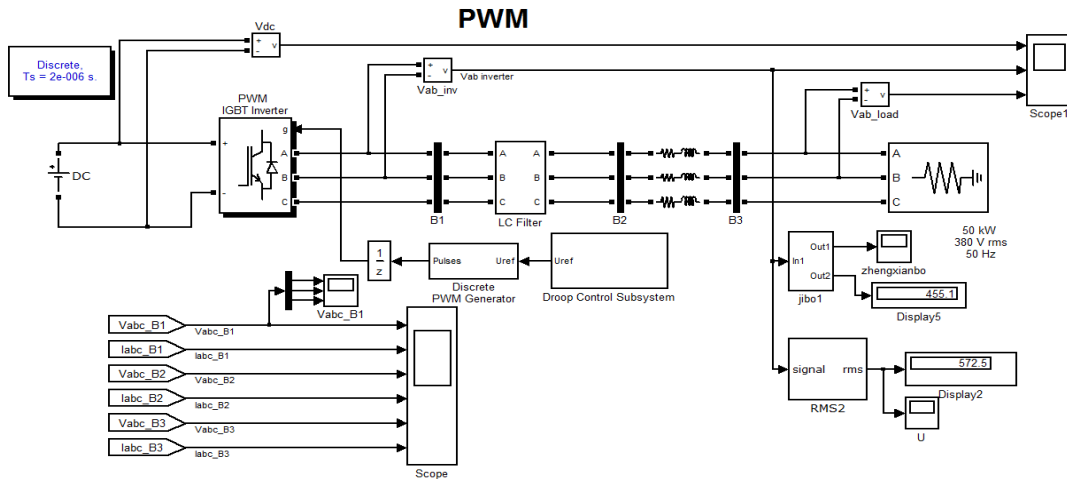 PWM
Discrete,
Ts = 2e-006 s.
Vdc
+
-
v
Vab_inv
+
-
v
Vab inverter
Vab_load
+
-
v
Scope1
PWM
IGBT Inverter
g
+
-
A
B
C
+
DC
B1
A
B
C
A
B
C
LC Filter
B2
B3
A
B
C
50 kW
380 V rms
50 Hz
1
z
Pulses
Uref
Discrete
PWM Generator
Uref
Droop Control Subsystem
In1
Out1
Out2
jibo1
zhengxianbo
455.1
Display5
signal
rms
RMS2
572.5
Display2
U
Vabc_B1
Vabc_B1
Vabc_B1
Iabc_B1
Iabc_B1
Vabc_B2
Vabc_B2
Iabc_B2
Iabc_B2
Vabc_B3
Vabc_B3
Iabc_B3
Iabc_B3
Scope